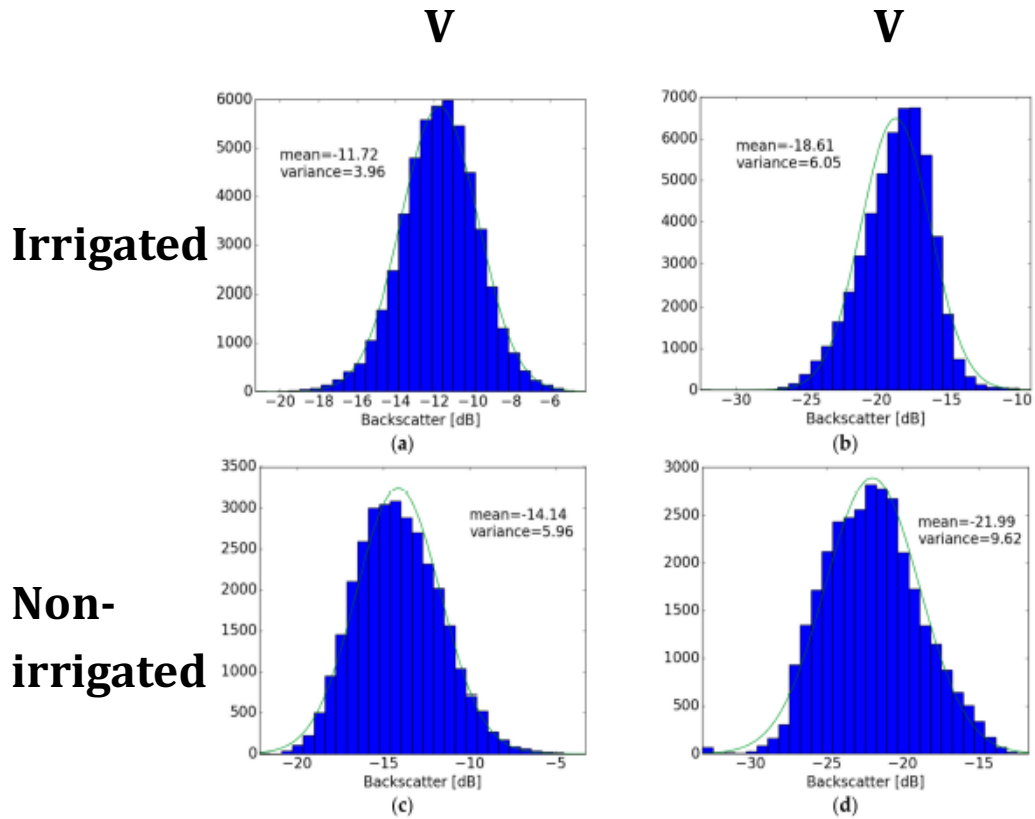 V V
Irrigated
6000
5000
4000
3000
2000
1000
0
mean=-11.72
variance=3.96
−20 −18 −16 −14 −12 −10 −8 −6
Backscatter [dB]
(a)
7000
6000
5000
4000
3000
2000
1000
0
mean=-18.61
variance=6.05
−30 −25 −20 −15 −10
Backscatter [dB]
(b)
Non-
irrigated
3500
3000
2500
2000
1500
1000
500
0
mean=-14.14
variance=5.96
−20 −15 −10 −5
Backscatter [dB]
(c)
3000
2500
2000
1500
1000
500
0
mean=-21.99
variance=9.62
−30 −25 −20 −15
Backscatter [dB]
(d)